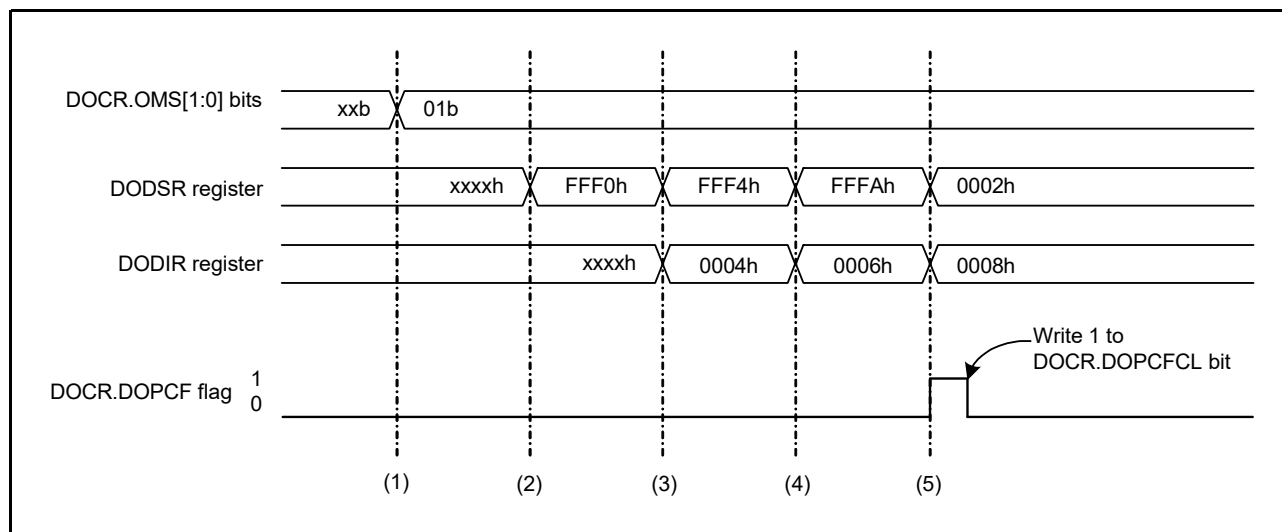 DOCR.OMS[1:0] bits
xxb
01b
DODSR register
xxxxh
FFF0h
FFF4h
FFFAh
0002h
DODIR register
xxxxh
0004h
0006h
0008h
Write 1 to
DOCR.DOPCFCL bit
DOCR.DOPCF flag
1
0
(1)
(2)
(3)
(4)
(5)